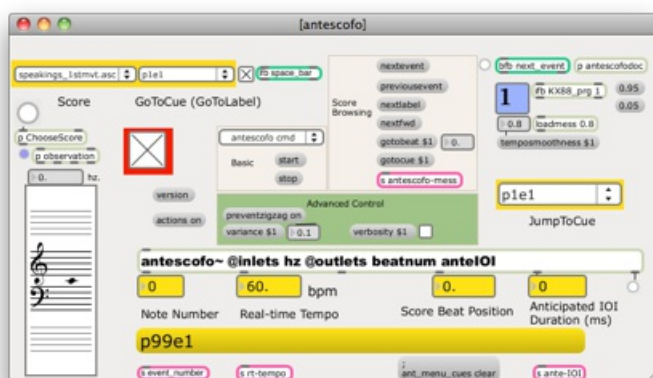 [antescofo]
speakings_1stmvt.asc
p1e1
fb space_bar
Score
GoToCue (GoToLabel)
p ChooseScore
p observation
0.
hz.
version
actions on
antescofo cmd
Basic
start
stop
Score
Browsing
nextevent
previousevent
nextlabel
nextfwd
gotobeat $1
0.
gotocue $1
s antescofo-mess
Advanced Control
preventzigzag on
variance $1
0.1
verbosity $1
bfb next_event
p antescofodoc
1
fb KX88_prg 1
0.95
0.05
0.8
loadmess 0.8
temposmoothness $1
p1e1
JumpToCue
antescofo~ @inlets hz @outlets beatnum anteIOI
0
60.
bpm
0.
0
Note Number
Real-time Tempo
Score Beat Position
Anticipated IOI
Duration (ms)
p99e1
s event_number
s rt-tempo
;
ant_menu_cues clear
s ante-IOI